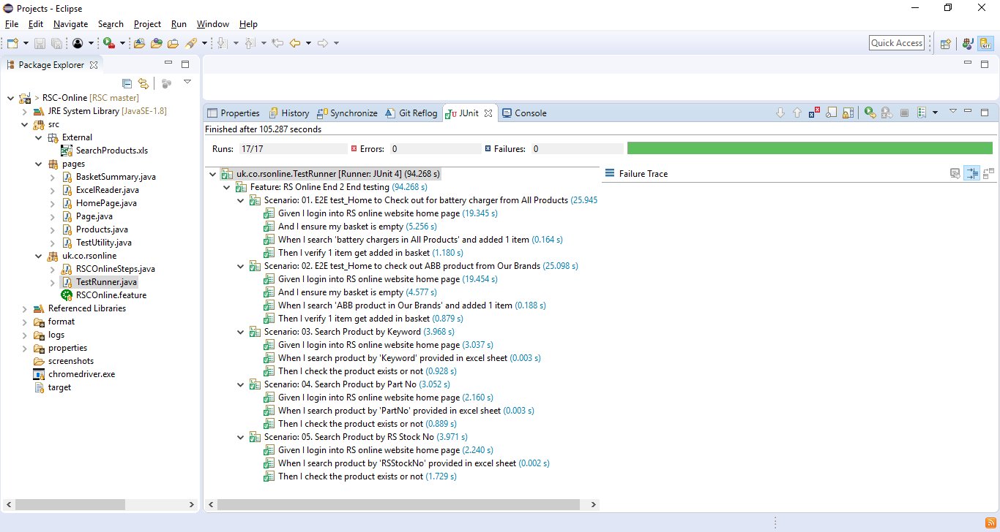 Projects - Eclipse
File Edit Navigate Search Project Run Window Help
Quick Access
Package Explorer
> RSC-Online [RSC master]
JRE System Library [JavaSE-1.8]
src
External
SearchProducts.xls
pages
BasketSummary.java
ExcelReader.java
HomePage.java
Page.java
Products.java
TestUtility.java
uk.co.rsonline
RSCOnlineSteps.java
TestRunner.java
RSCOnline.feature
Referenced Libraries
format
logs
properties
screenshots
chromedriver.exe
target
Properties History Synchronize Git Reflog JUnit Console
Finished after 105.287 seconds
Runs: 17/17 Errors: 0 Failures: 0
uk.co.rsonline.TestRunner [Runner: JUnit 4] (94.268 s)
Feature: RS Online End 2 End testing (94.268 s)
Scenario: 01. E2E test_Home to Check out for battery charger from All Products (25.945
Given I login into RS online website home page (19.345 s)
And I ensure my basket is empty (5.256 s)
When I search 'battery chargers in All Products' and added 1 item (0.164 s)
Then I verify 1 item get added in basket (1.180 s)
Scenario: 02. E2E test_Home to check out ABB product from Our Brands (25.098 s)
Given I login into RS online website home page (19.454 s)
And I ensure my basket is empty (4.577 s)
When I search 'ABB product in Our Brands' and added 1 item (0.188 s)
Then I verify 1 item get added in basket (0.879 s)
Scenario: 03. Search Product by Keyword (3.968 s)
Given I login into RS online website home page (3.037 s)
When I search product by 'Keyword' provided in excel sheet (0.003 s)
Then I check the product exists or not (0.928 s)
Scenario: 04. Search Product by Part No (3.052 s)
Given I login into RS online website home page (2.160 s)
When I search product by 'PartNo' provided in excel sheet (0.003 s)
Then I check the product exists or not (0.889 s)
Scenario: 05. Search Product by RS Stock No (3.971 s)
Given I login into RS online website home page (2.240 s)
When I search product by 'RSStockNo' provided in excel sheet (0.002 s)
Then I check the product exists or not (1.729 s)
Failure Trace